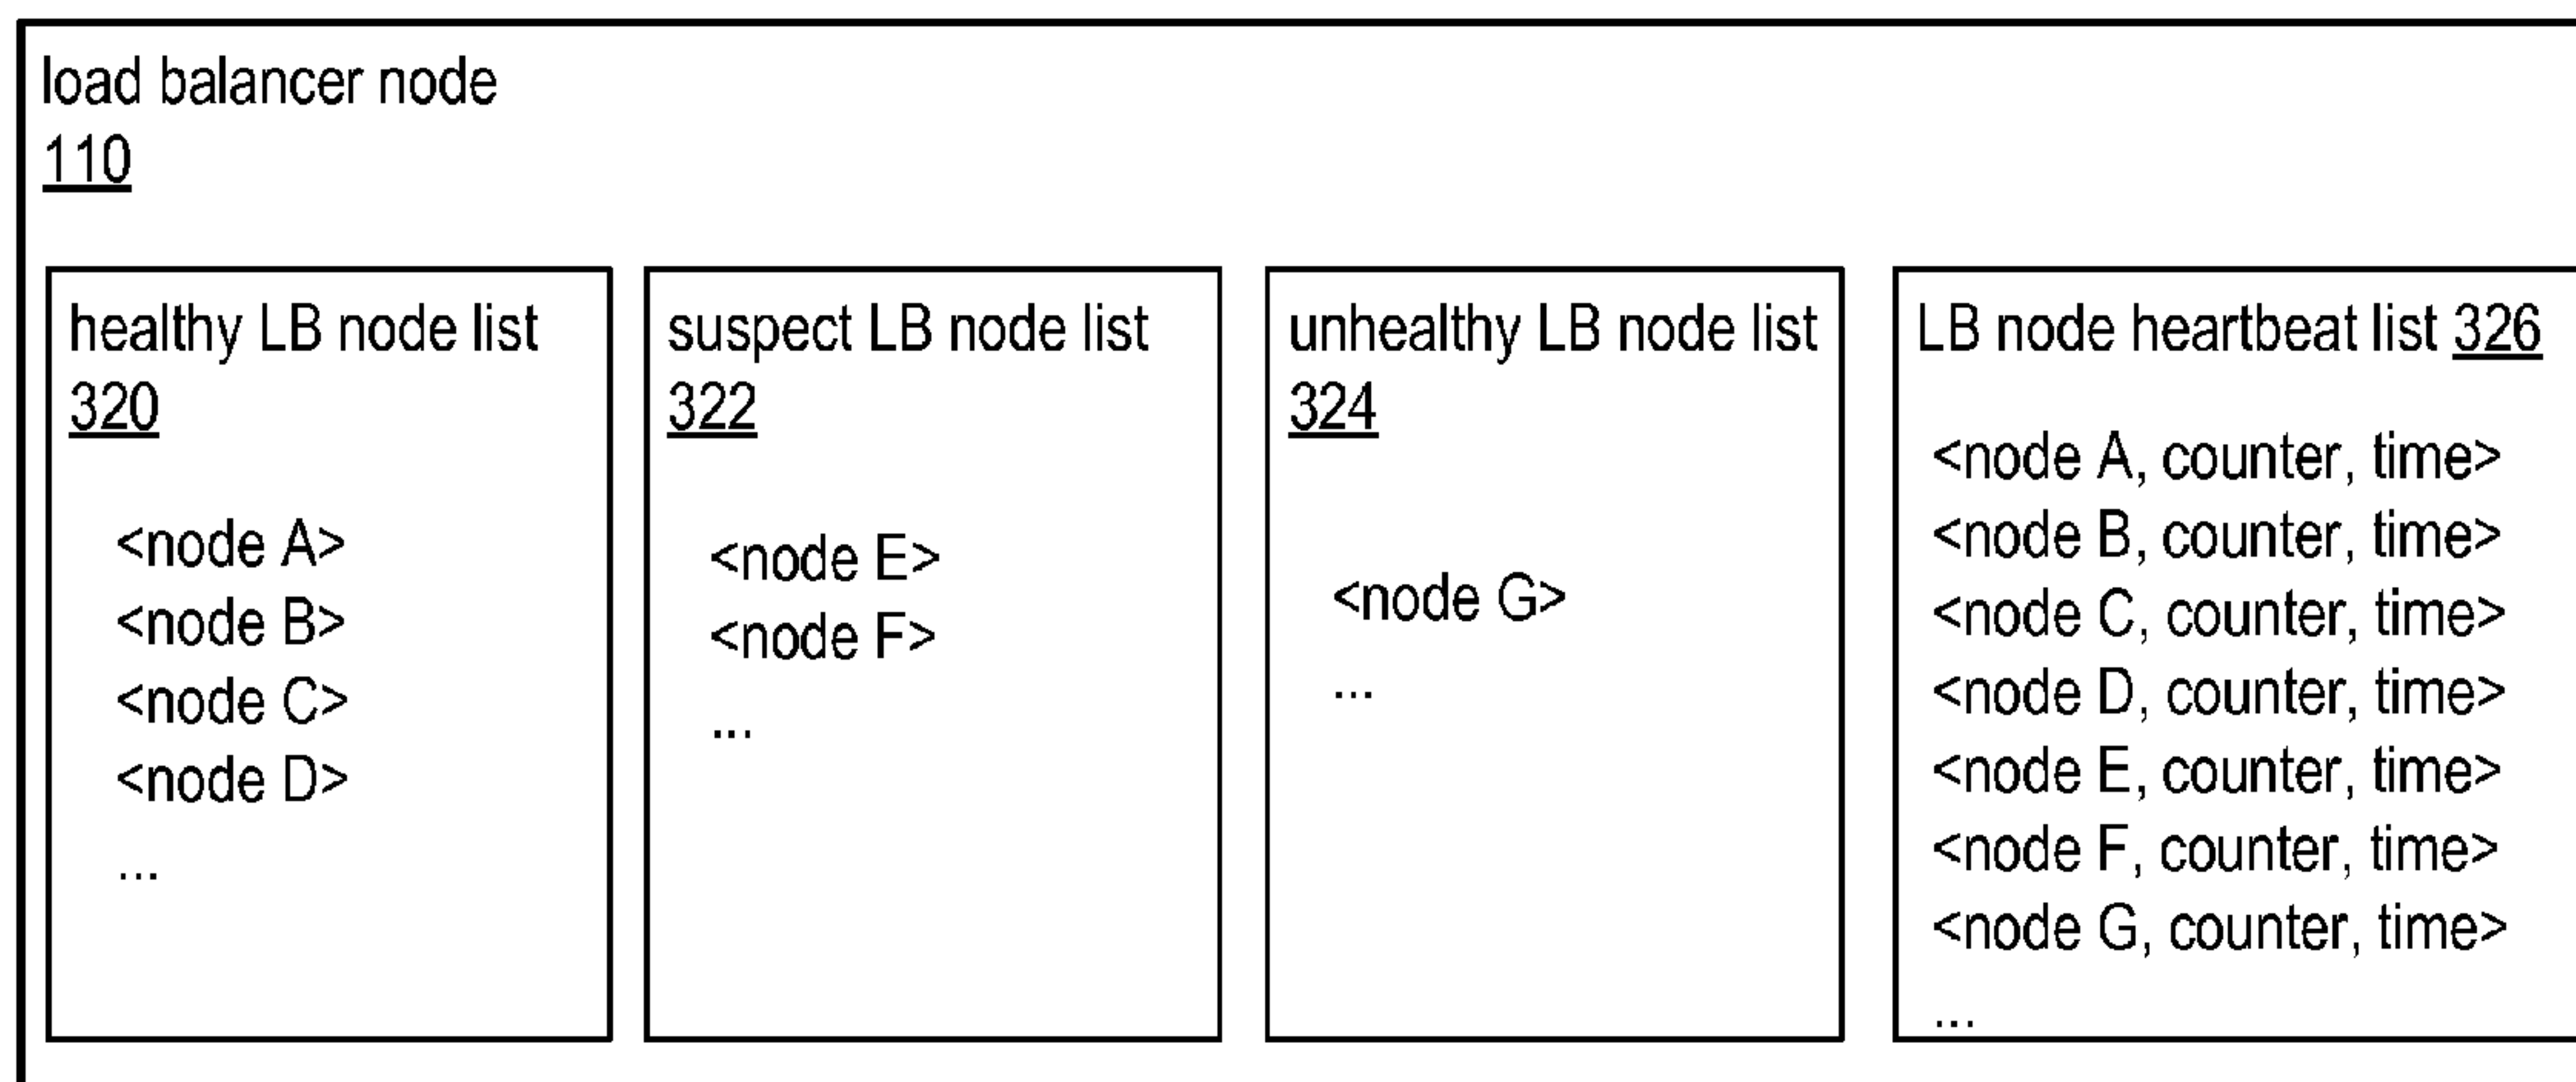 load balancer node
110
healthy LB node list
320
<node A>
<node B>
<node C>
<node D>
...
suspect LB node list
322
<node E>
<node F>
...
unhealthy LB node list
324
<node G>
...
LB node heartbeat list 326
<node A, counter, time>
<node B, counter, time>
<node C, counter, time>
<node D, counter, time>
<node E, counter, time>
<node F, counter, time>
<node G, counter, time>
...